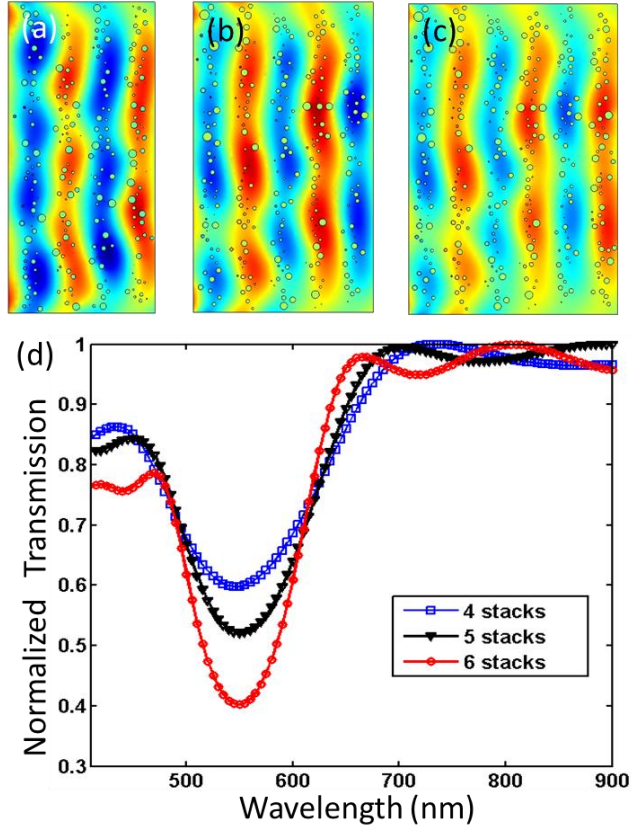 (a)
(b)
(c)
(d)
Normalized Transmission
1
0.9
0.8
0.7
0.6
0.5
0.4
0.3
4 stacks
5 stacks
6 stacks
500
600
700
800
900
Wavelength (nm)